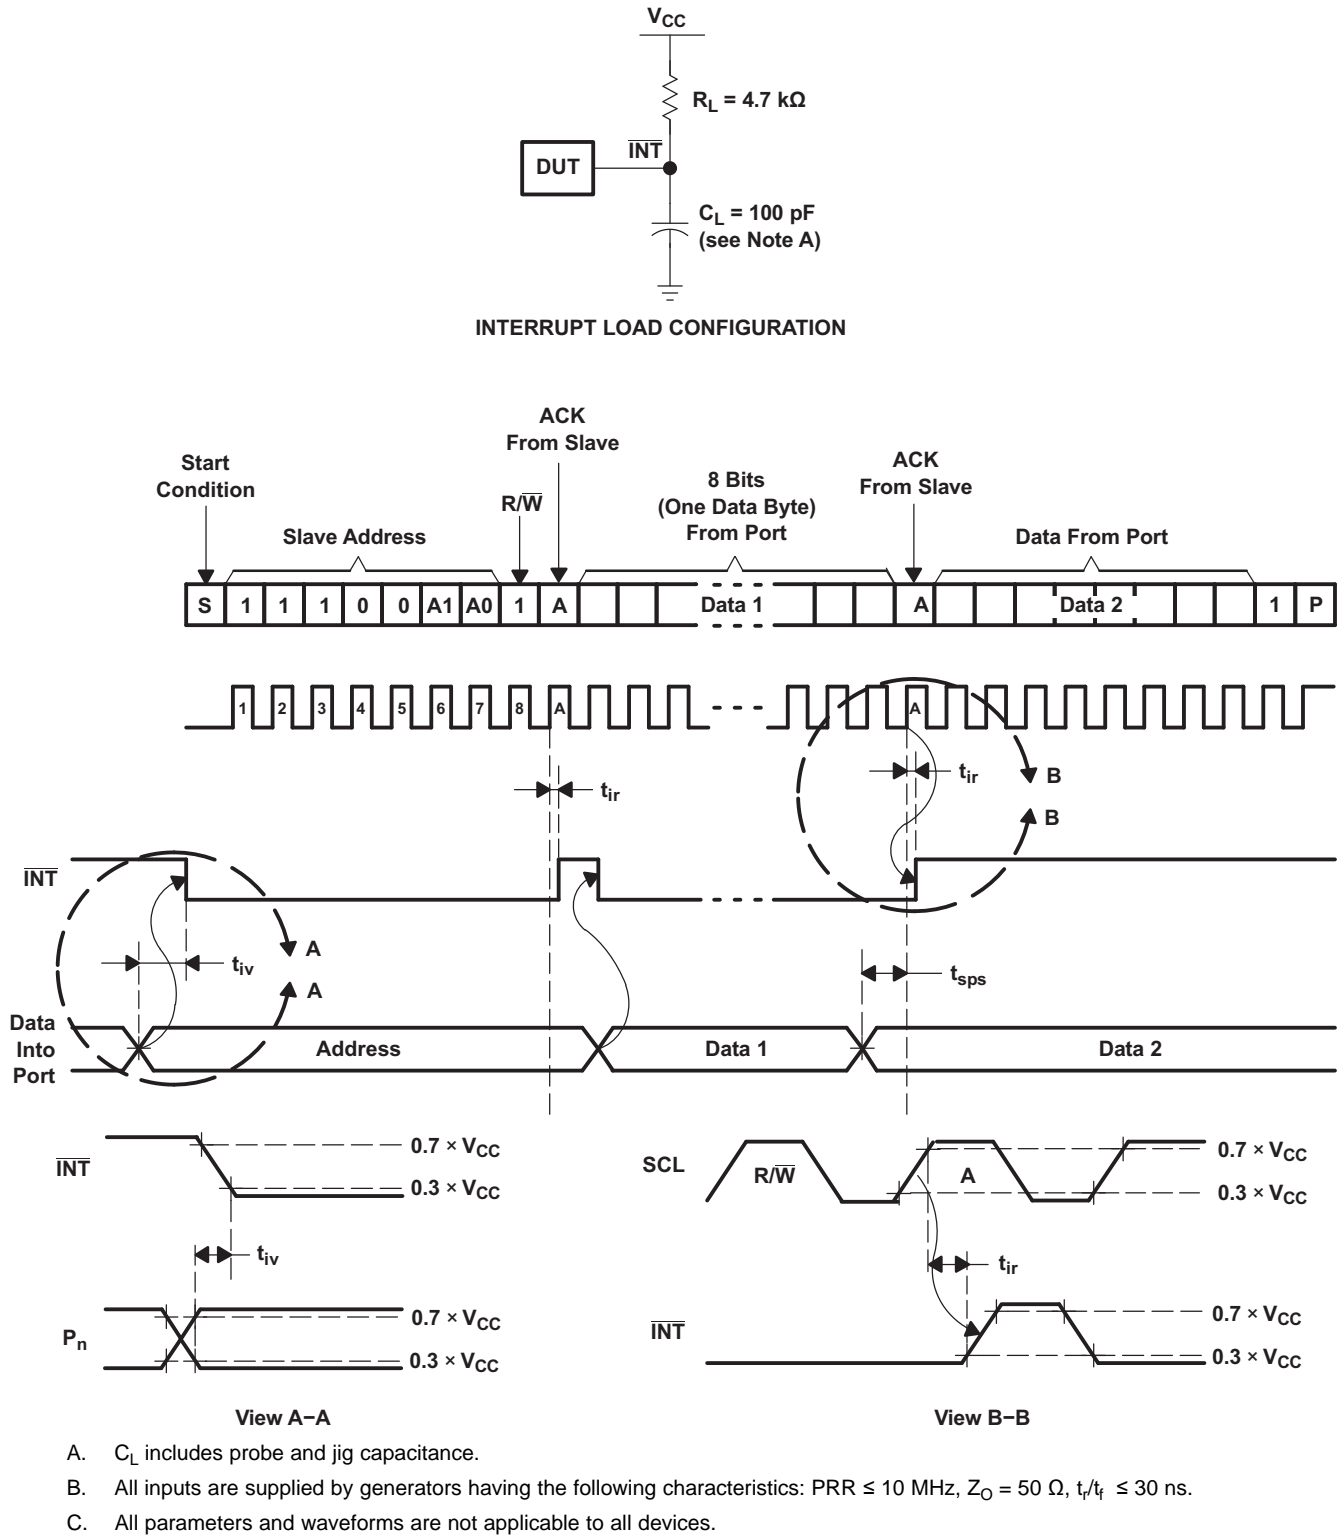 VCC
RL = 4.7 kΩ
INT
DUT
CL = 100 pF
(see Note A)
INTERRUPT LOAD CONFIGURATION
ACK
From Slave
Start
Condition
R/W
8 Bits
(One Data Byte)
From Port
ACK
From Slave
Slave Address
Data From Port
S 1 1 1 0 0 A1 A0 1 A Data 1 A Data 2 1 P
1 2 3 4 5 6 7 8 A A
tir
tir
B
B
INT
A
tiv
A
tsps
Data
Into
Port
Address
Data 1
Data 2
INT
0.7 × VCC
0.3 × VCC
tiv
Pn
0.7 × VCC
0.3 × VCC
View A−A
SCL
R/W
A
0.7 × VCC
0.3 × VCC
tir
INT
0.7 × VCC
0.3 × VCC
View B−B
A. CL includes probe and jig capacitance.
B. All inputs are supplied by generators having the following characteristics: PRR ≤ 10 MHz, ZO = 50 Ω, tr/tf ≤ 30 ns.
C. All parameters and waveforms are not applicable to all devices.